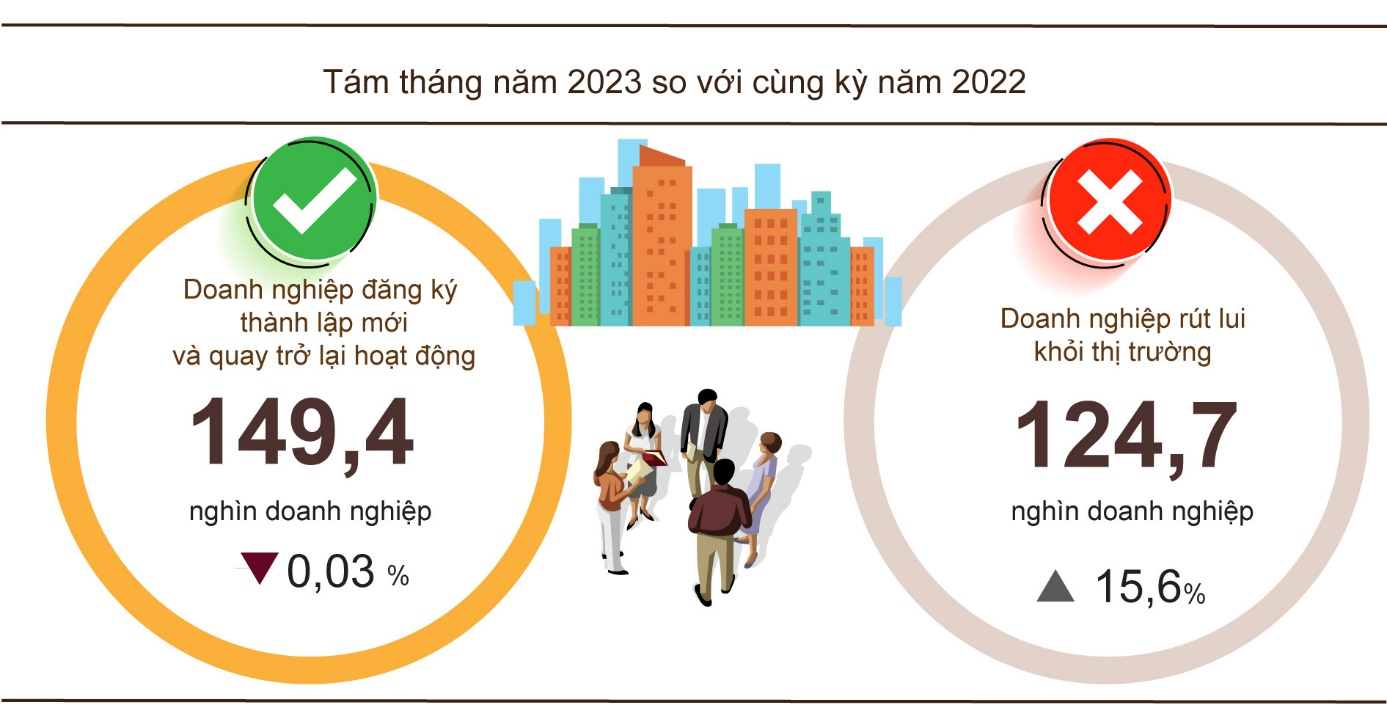 Tám tháng năm 2023 so với cùng kỳ năm 2022
Doanh nghiệp đăng ký
thành lập mới
và quay trở lại hoạt động
149,4
nghìn doanh nghiệp
0,03 %
Doanh nghiệp rút lui
khỏi thị trường
124,7
nghìn doanh nghiệp
15,6%